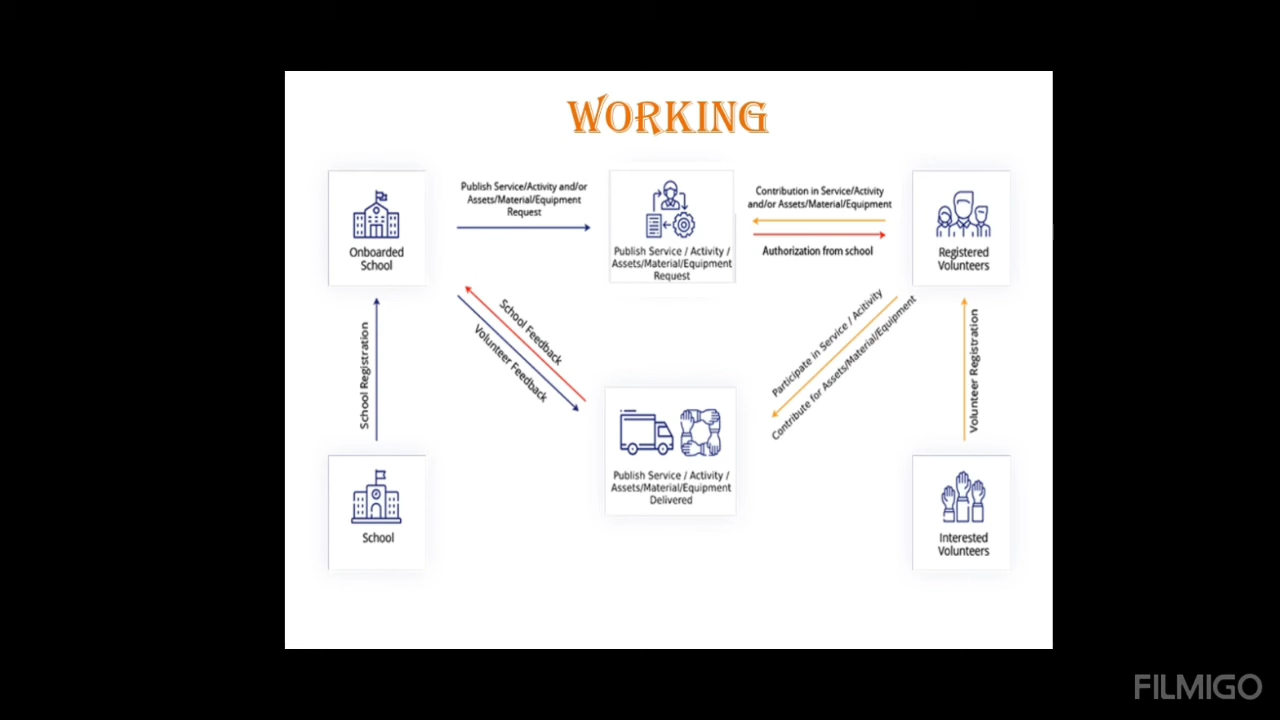 WORKING
Publish Service/Activity and/or
Assets/Material/Equipment
Request
Contribution in Service/Activity
and/or Assets/Material/Equipment
Authorization from school
Onboarded
School
Publish Service / Activity /
Assets/Material/Equipment
Request
Registered
Volunteers
School Registration
School Feedback
Volunteer Feedback
Participate in Service / Acitivity
Contribute for Assets/Material/Equipment
Volunteer Registration
School
Publish Service / Activity /
Assets/Material/Equipment
Delivered
Interested
Volunteers
FILMIGO